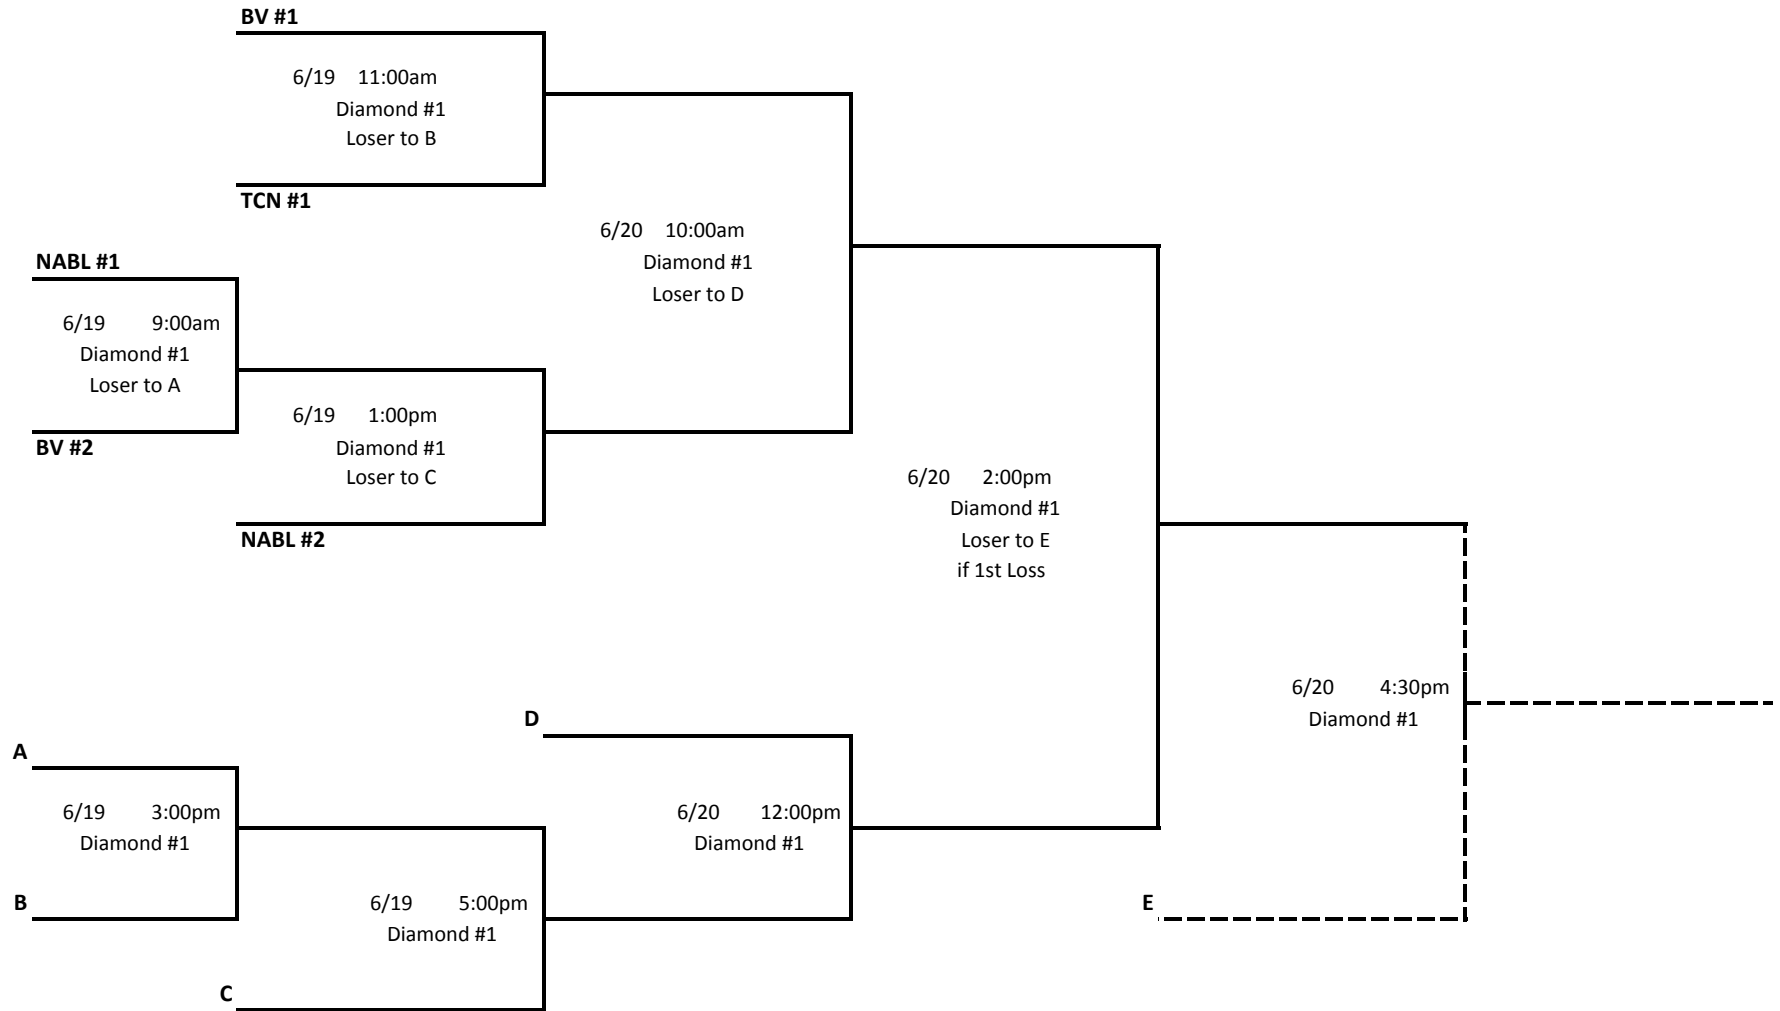 BV #1
6/19 11:00am
Diamond #1
Loser to B
TCN #1
6/20 10:00am
Diamond #1
Loser to D
NABL #1
6/19 9:00am
Diamond #1
Loser to A
BV #2
6/19 1:00pm
Diamond #1
Loser to C
NABL #2
6/20 2:00pm
Diamond #1
Loser to E
if 1st Loss
6/20 4:30pm
Diamond #1
D
A
6/19 3:00pm
Diamond #1
6/20 12:00pm
Diamond #1
B
6/19 5:00pm
Diamond #1
E
C